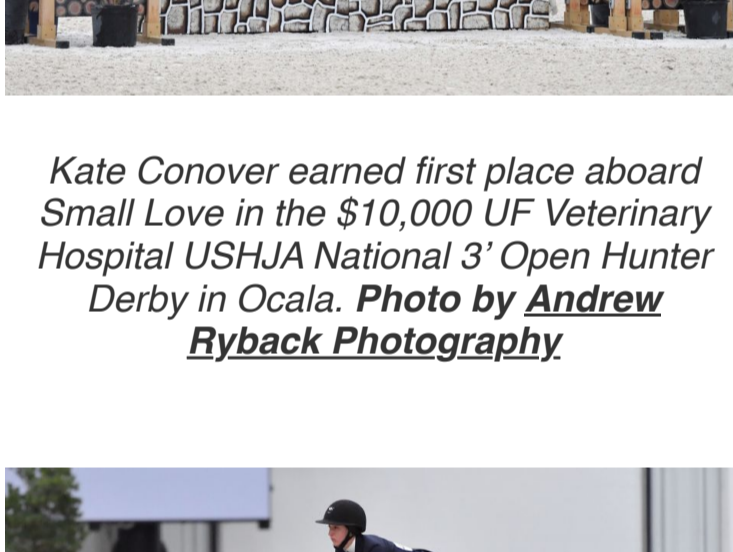 Kate Conover earned first place aboard
Small Love in the $10,000 UF Veterinary
Hospital USHJA National 3’ Open Hunter
Derby in Ocala. Photo by Andrew
Ryback Photography